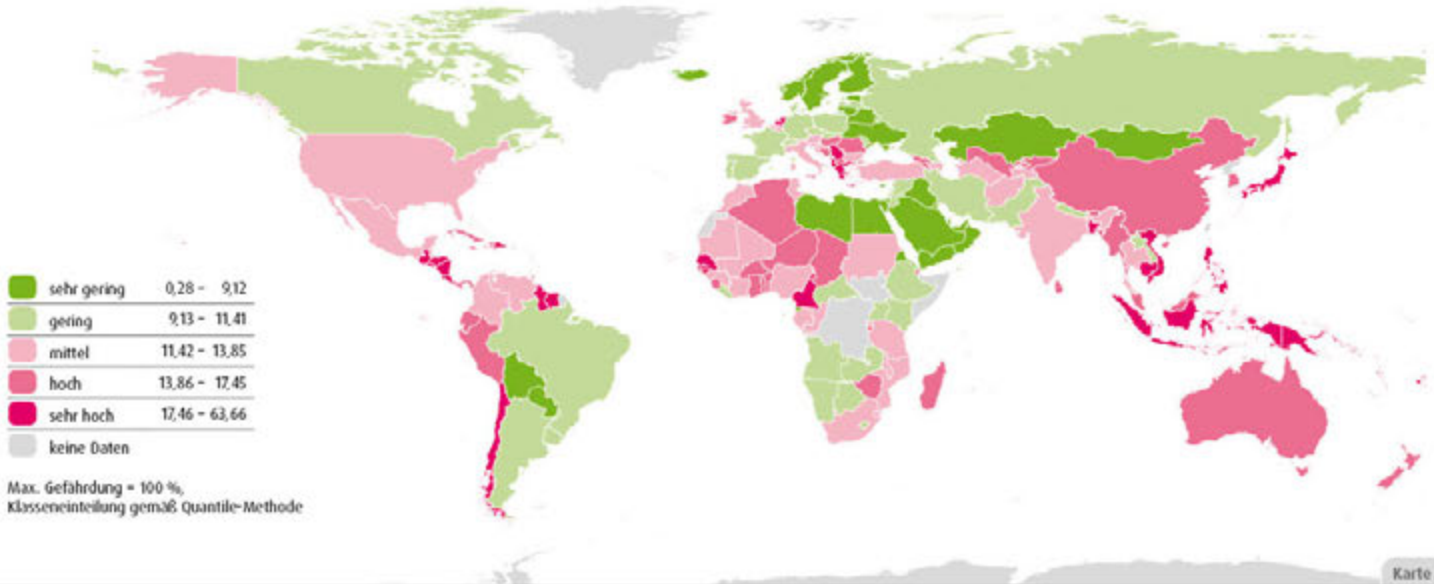 sehr gering 0,28 – 9,12
gering 9,13 – 11,41
mittel 11,42 – 13,85
hoch 13,86 – 17,45
sehr hoch 17,46 – 63,66
keine Daten
Max. Gefährdung = 100 %,
Klasseneinteilung gemäß Quantile-Methode
Karte